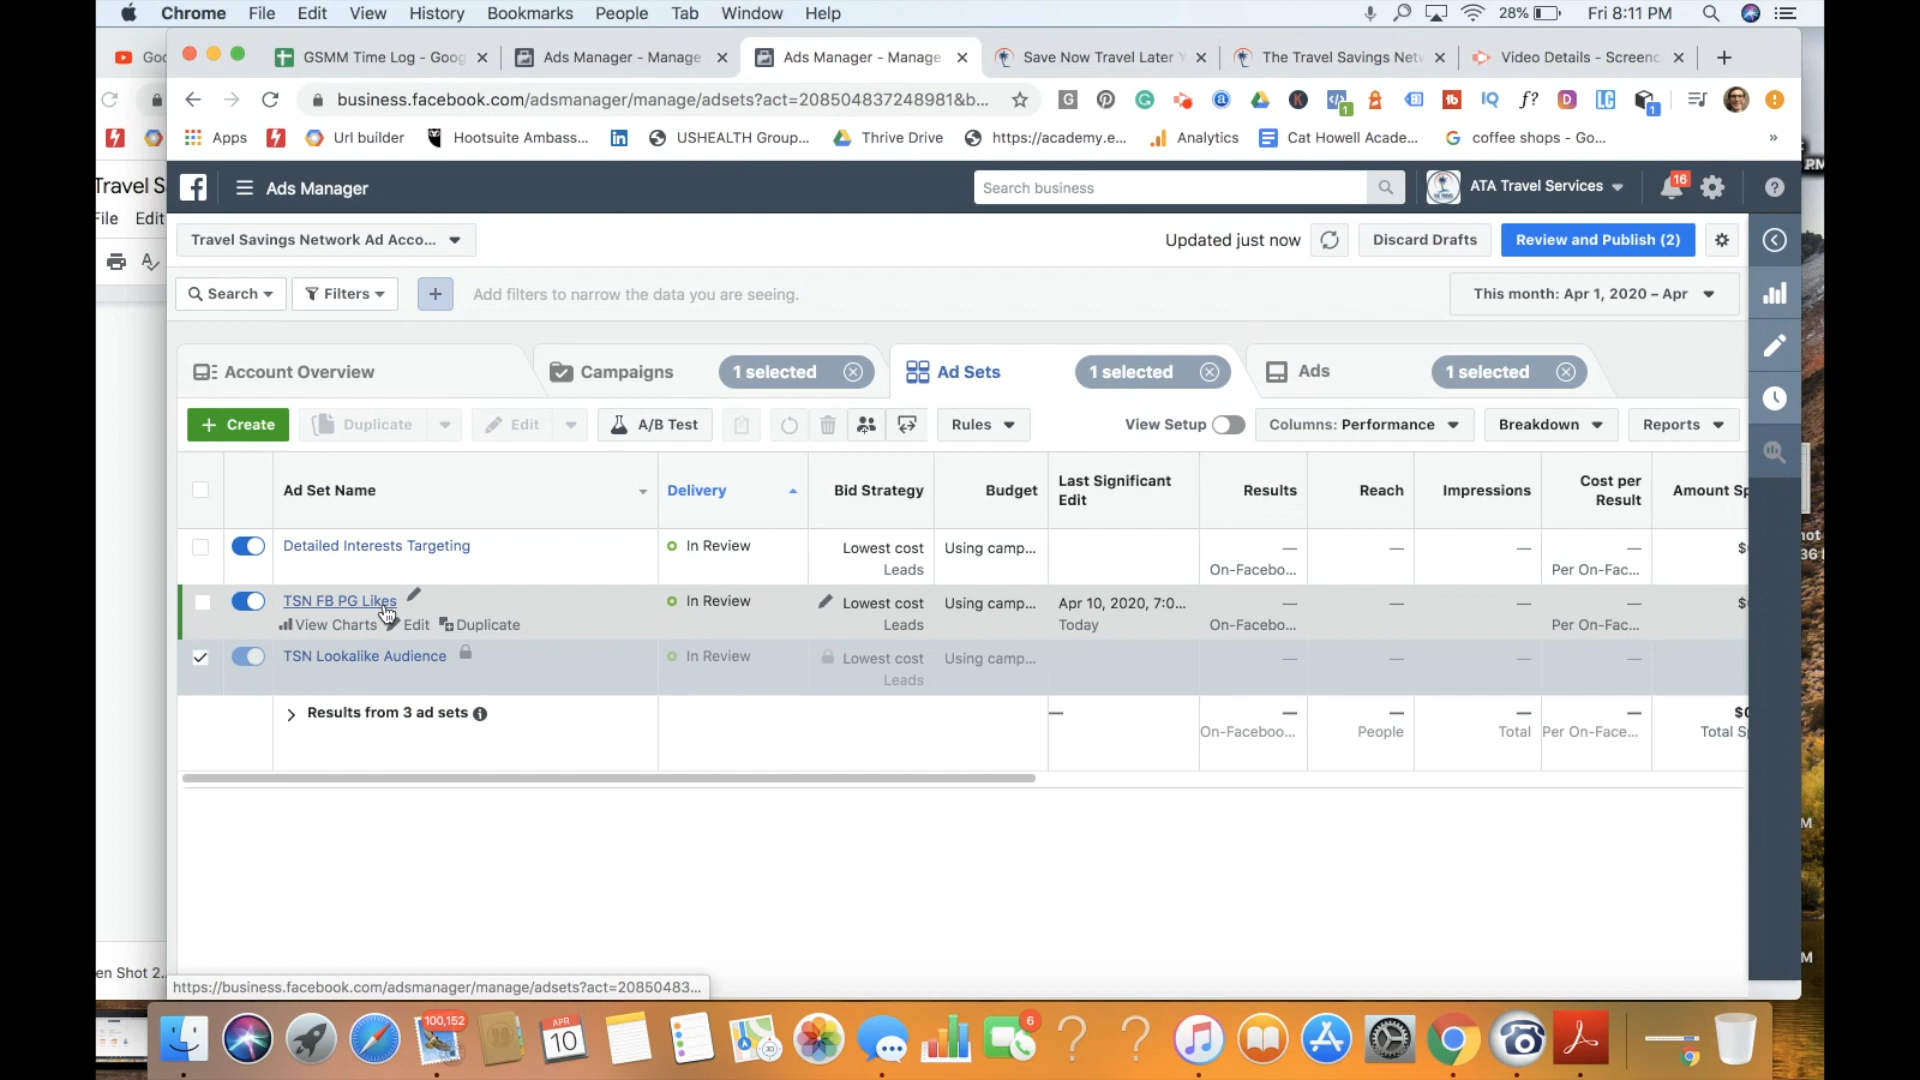 Chrome File Edit View History Bookmarks People Tab Window Help 28% Fri 8:11 PM
Goo GSMM Time Log - Goog Ads Manager - Manage Ads Manager - Manage Save Now Travel Later Y The Travel Savings Netw Video Details - Screenc
business.facebook.com/adsmanager/manage/adsets?act=208504837248981&b...
Apps Url builder Hootsuite Ambass... USHEALTH Group... Thrive Drive https://academy.e... Analytics Cat Howell Acade... coffee shops - Go... »
Travel S
File Edit
Ads Manager Search business ATA Travel Services 16
Travel Savings Network Ad Acco... Updated just now Discard Drafts Review and Publish (2)
Search Filters + Add filters to narrow the data you are seeing. This month: Apr 1, 2020 – Apr
Account Overview Campaigns 1 selected Ad Sets 1 selected Ads 1 selected
+ Create Duplicate Edit A/B Test Rules View Setup Columns: Performance Breakdown Reports
Ad Set Name Delivery Bid Strategy Budget Last Significant Edit Results Reach Impressions Cost per Result Amount Sp
Detailed Interests Targeting In Review Lowest cost Using camp... — — — — $
Leads On-Facebo... Per On-Fac...
TSN FB PG Likes In Review Lowest cost Using camp... Apr 10, 2020, 7:0... — — — — $
View Charts Edit Duplicate Leads Today On-Facebo... Per On-Fac...
TSN Lookalike Audience In Review Lowest cost Using camp... — — — —
Leads
Results from 3 ad sets — — — — — $0
On-Faceboo... People Total Per On-Face... Total Sp
en Shot 2...
https://business.facebook.com/adsmanager/manage/adsets?act=20850483...
100,152 APR 10 6